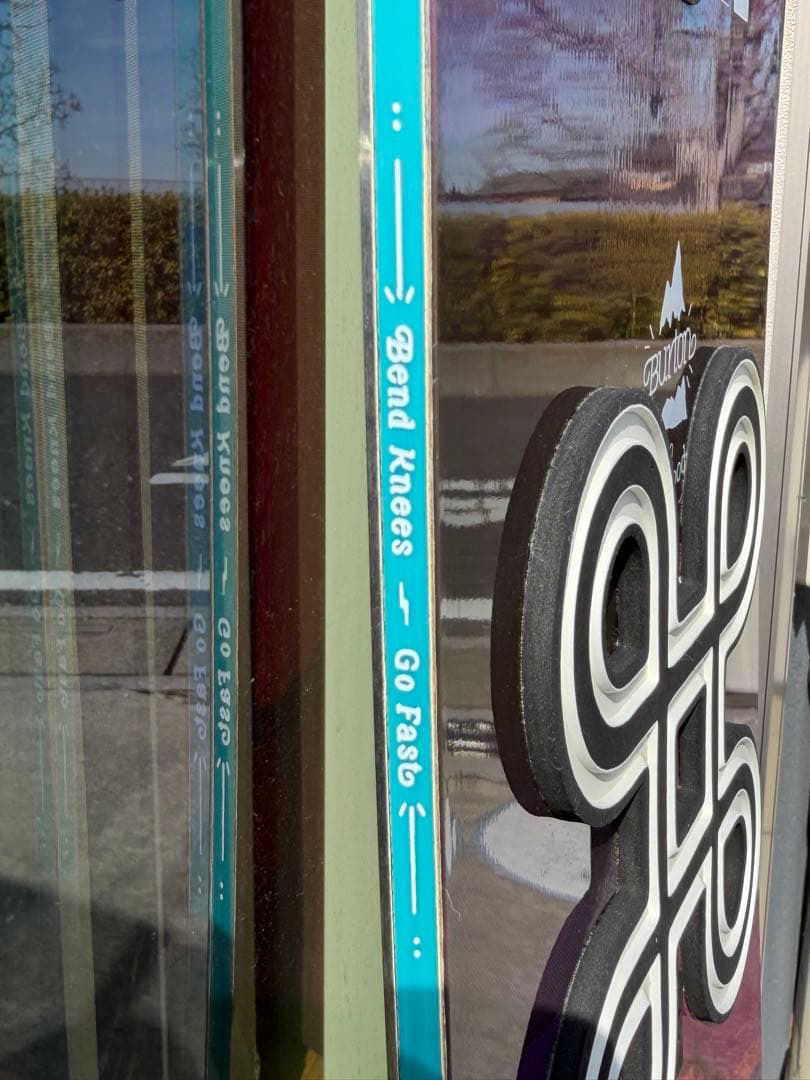 Bend Knees
Go Fast
Burton